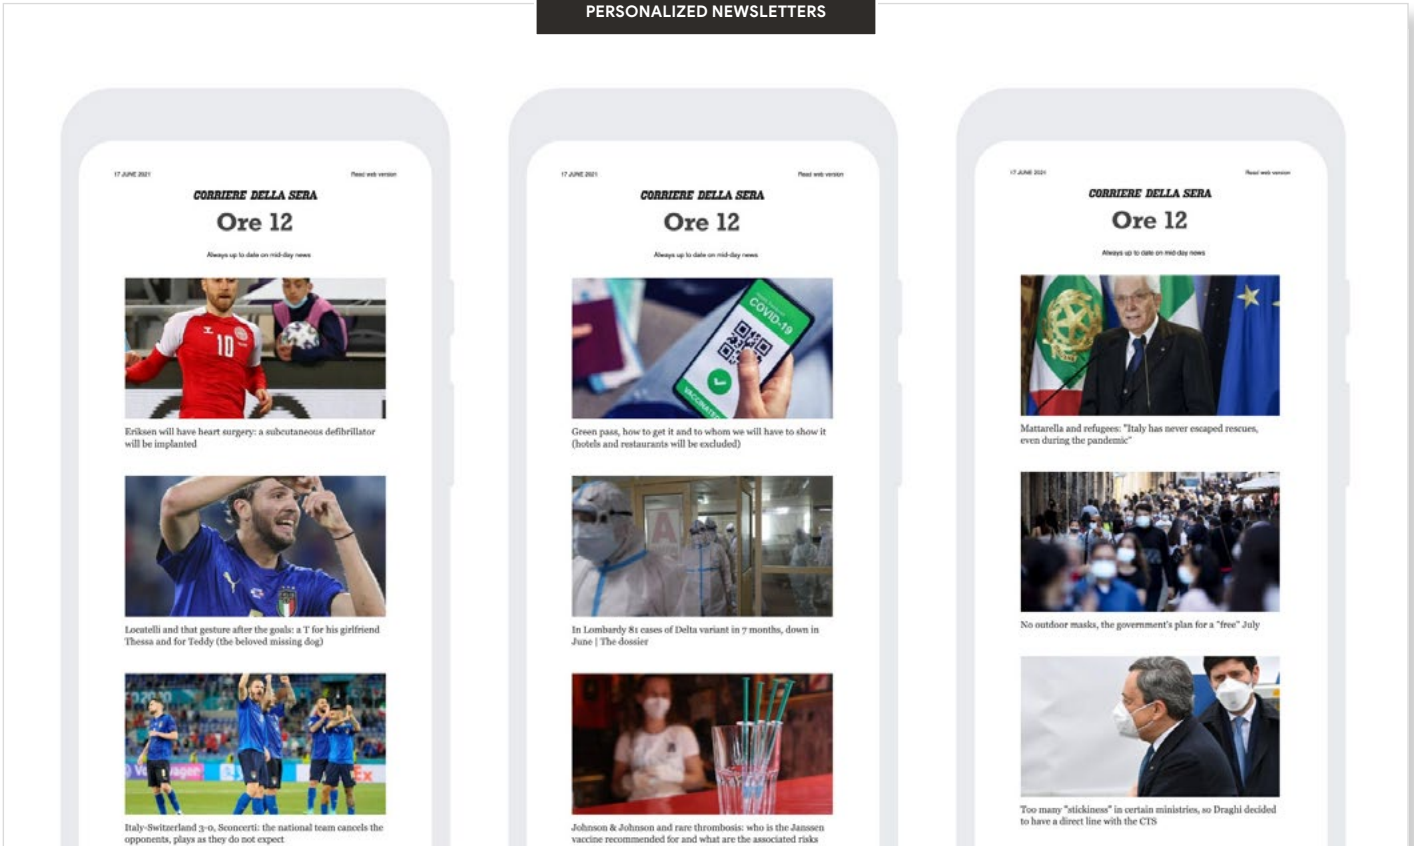 PERSONALIZED NEWSLETTERS
17 JUNE 2021
Read web version
CORRIERE DELLA SERA
Ore 12
Always up to date on mid-day news
10
Eriksen will have heart surgery: a subcutaneous defibrillator
will be implanted
Locatelli and that gesture after the goals: a T for his girlfriend
Thessa and for Teddy (the beloved missing dog)
Italy-Switzerland 3-0, Sconcerti: the national team cancels the
opponents, plays as they do not expect
17 JUNE 2021
Read web version
CORRIERE DELLA SERA
Ore 12
Always up to date on mid-day news
COVID-19
VACCINATED
Green pass, how to get it and to whom we will have to show it
(hotels and restaurants will be excluded)
A
In Lombardy 81 cases of Delta variant in 7 months, down in
June | The dossier
Johnson & Johnson and rare thrombosis: who is the Janssen
vaccine recommended for and what are the associated risks
17 JUNE 2021
Read web version
CORRIERE DELLA SERA
Ore 12
Always up to date on mid-day news
Mattarella and refugees: "Italy has never escaped rescues,
even during the pandemic"
No outdoor masks, the government's plan for a "free" July
Too many "stickiness" in certain ministries, so Draghi decided
to have a direct line with the CTS